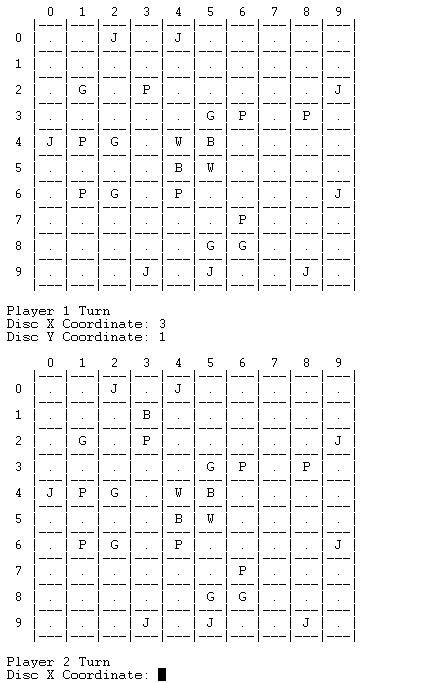 0 1 2 3 4 5 6 7 8 9
0 | . | . | J | . | J | . | . | . | . | . |
1 | . | . | . | . | . | . | . | . | . | . |
2 | . | G | . | P | . | . | . | . | . | J |
3 | . | . | . | . | . | G | P | . | P | . |
4 | J | P | G | . | W | B | . | . | . | . |
5 | . | . | . | . | B | W | . | . | . | . |
6 | . | P | G | . | P | . | . | . | . | J |
7 | . | . | . | . | . | . | P | . | . | . |
8 | . | . | . | . | . | G | G | . | . | . |
9 | . | . | . | J | . | J | . | . | J | . |
Player 1 Turn
Disc X Coordinate: 3
Disc Y Coordinate: 1
0 1 2 3 4 5 6 7 8 9
0 | . | . | J | . | J | . | . | . | . | . |
1 | . | . | . | B | . | . | . | . | . | . |
2 | . | G | . | P | . | . | . | . | . | J |
3 | . | . | . | . | . | G | P | . | P | . |
4 | J | P | G | . | W | B | . | . | . | . |
5 | . | . | . | . | B | W | . | . | . | . |
6 | . | P | G | . | P | . | . | . | . | J |
7 | . | . | . | . | . | . | P | . | . | . |
8 | . | . | . | . | . | G | G | . | . | . |
9 | . | . | . | J | . | J | . | . | J | . |
Player 2 Turn
Disc X Coordinate: